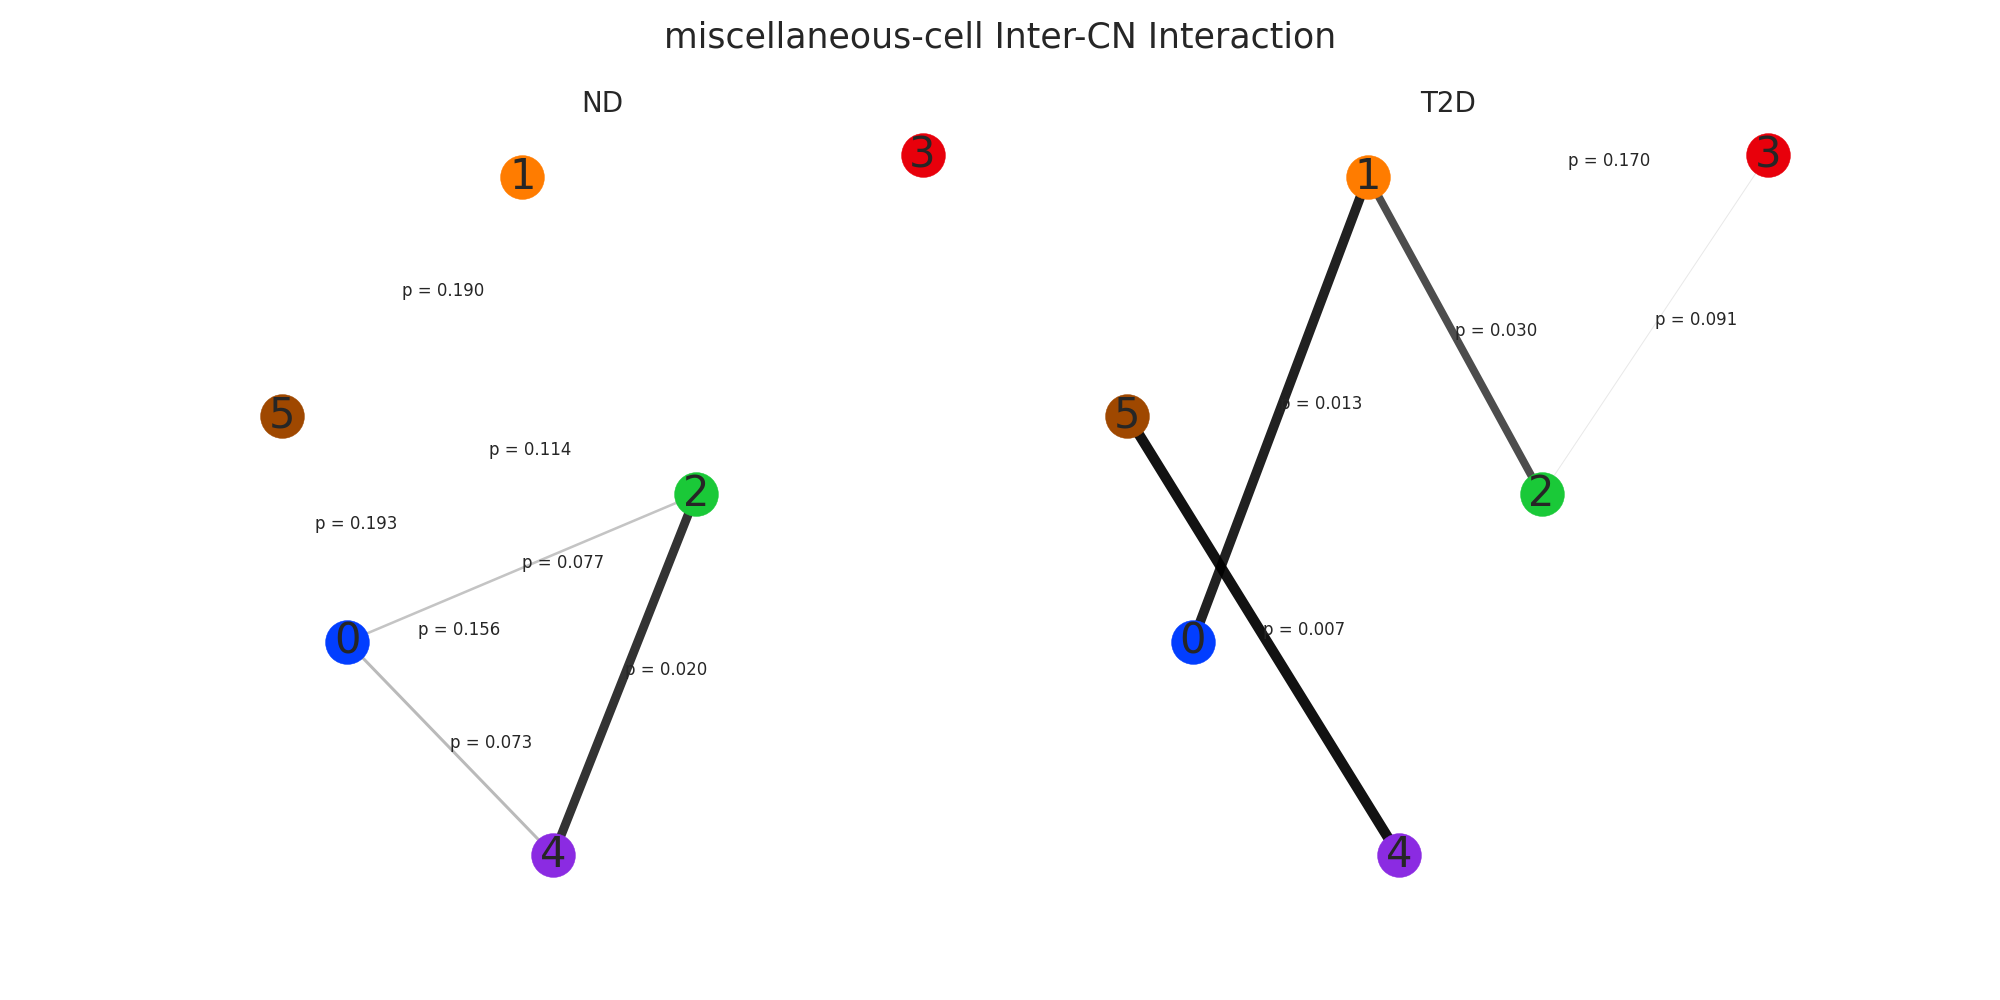 miscellaneous-cell Inter-CN Interaction
ND
1
3
p = 0.190
5
p = 0.114
2
p = 0.193
p = 0.077
0
p = 0.156
p = 0.020
p = 0.073
4
T2D
1
p = 0.170
3
p = 0.030
p = 0.091
p = 0.013
5
2
0
p = 0.007
4